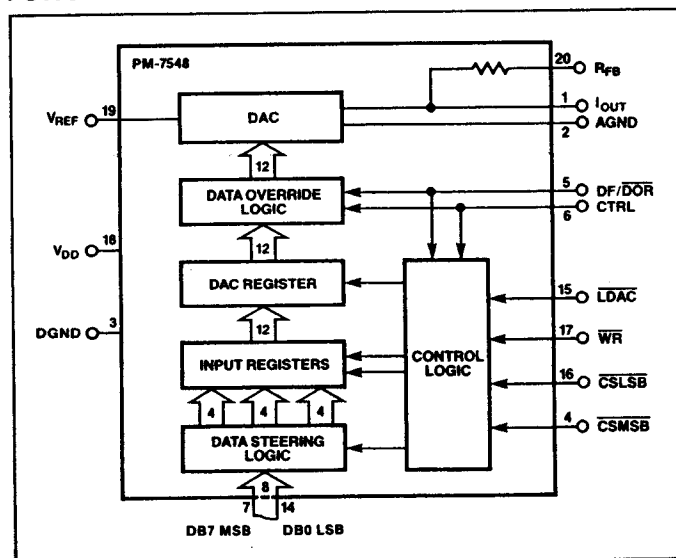 PM-7548
20
RFB
VREF
19
DAC
1
IOUT
2
AGND
12
5
DF/DOR
DATA OVERRIDE
LOGIC
6
CTRL
VDD
18
12
DAC REGISTER
15
LDAC
DGND
3
12
17
WR
INPUT REGISTERS
CONTROL
LOGIC
16
CSLSB
4 4 4
4
CSMSB
DATA STEERING
LOGIC
8
7 14
DB7 MSB DB0 LSB